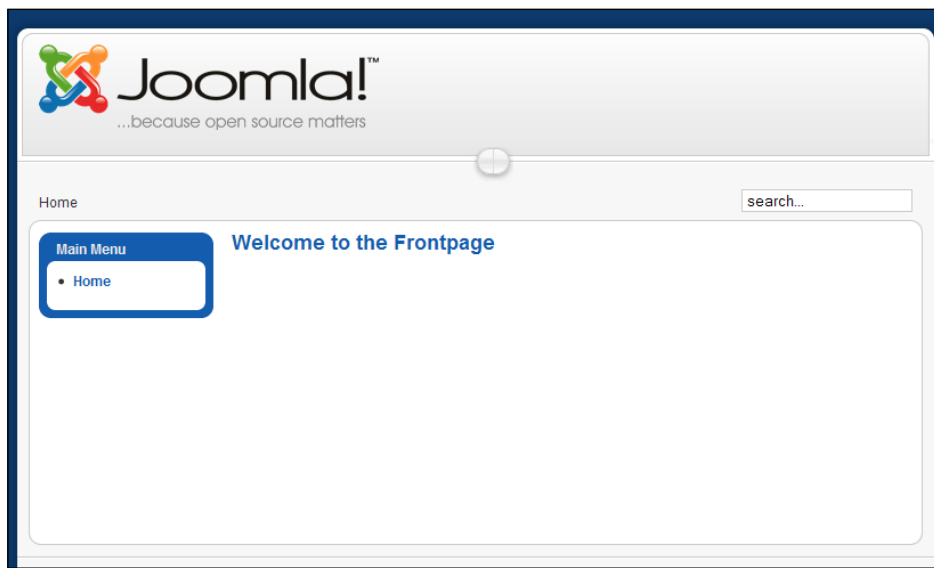 Joomla!™
...because open source matters
Home
search...
Main Menu
Welcome to the Frontpage
Home